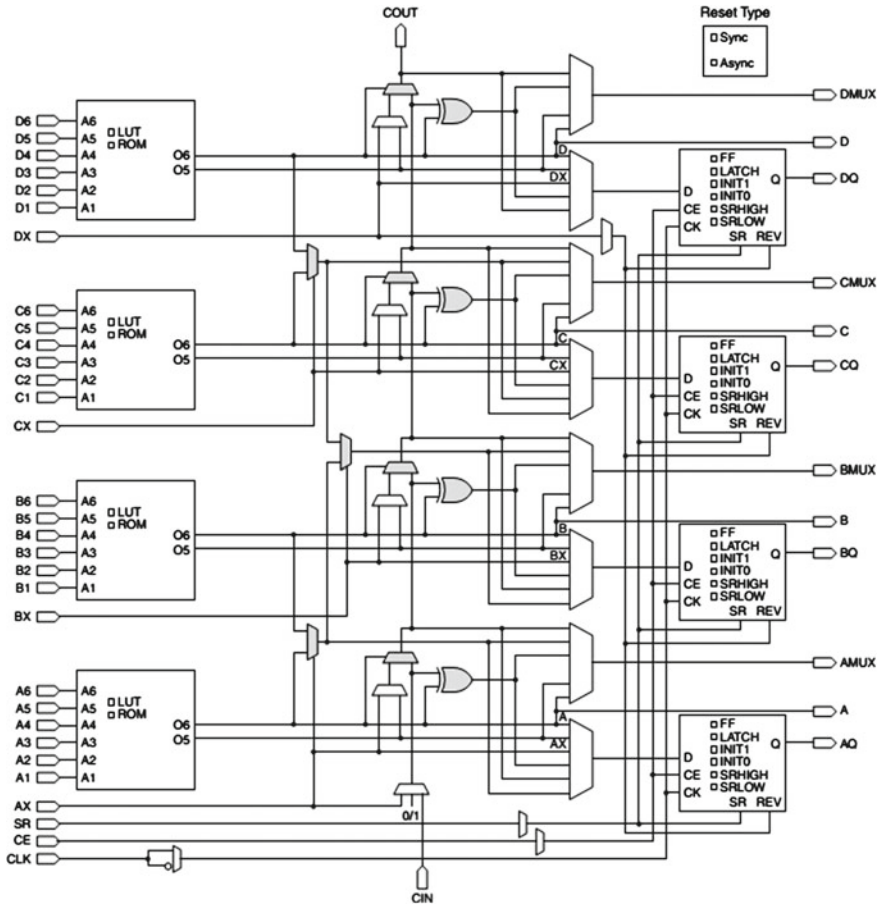 COUT
Reset Type
Sync
Async
DMUX
D6 A6
D5 A5
D4 A4
D3 A3
D2 A2
D1 A1
LUT
ROM
O6
O5
D
DX
D
DX
FF
LATCH
INIT1
INIT0
SRHIGH
SRLOW
D
CE
CK
Q
SR REV
DQ
CMUX
C6 A6
C5 A5
C4 A4
C3 A3
C2 A2
C1 A1
LUT
ROM
O6
O5
C
CX
C
CX
FF
LATCH
INIT1
INIT0
SRHIGH
SRLOW
D
CE
CK
Q
SR REV
CQ
BMUX
B6 A6
B5 A5
B4 A4
B3 A3
B2 A2
B1 A1
LUT
ROM
O6
O5
B
BX
B
BX
FF
LATCH
INIT1
INIT0
SRHIGH
SRLOW
D
CE
CK
Q
SR REV
BQ
AMUX
A6 A6
A5 A5
A4 A4
A3 A3
A2 A2
A1 A1
LUT
ROM
O6
O5
A
AX
A
AX
FF
LATCH
INIT1
INIT0
SRHIGH
SRLOW
D
CE
CK
Q
SR REV
AQ
0/1
SR
CE
CLK
CIN